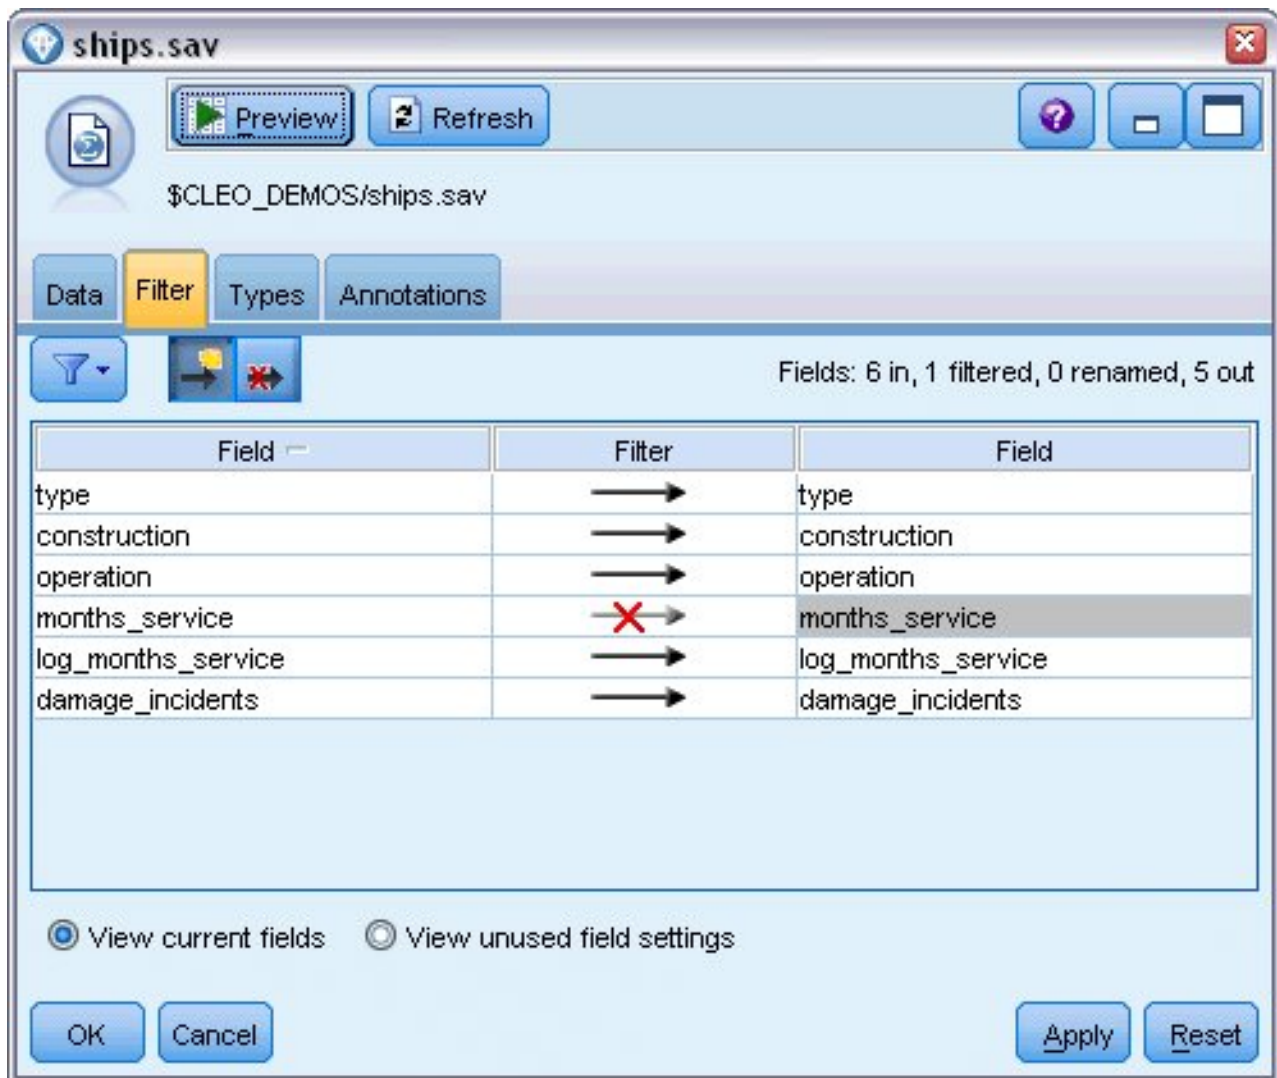 ships.sav
Preview Refresh
$CLEO_DEMOS/ships.sav
Data Filter Types Annotations
Fields: 6 in, 1 filtered, 0 renamed, 5 out
Field Filter Field
type type
construction construction
operation operation
months_service months_service
log_months_service log_months_service
damage_incidents damage_incidents
View current fields View unused field settings
OK Cancel Apply Reset